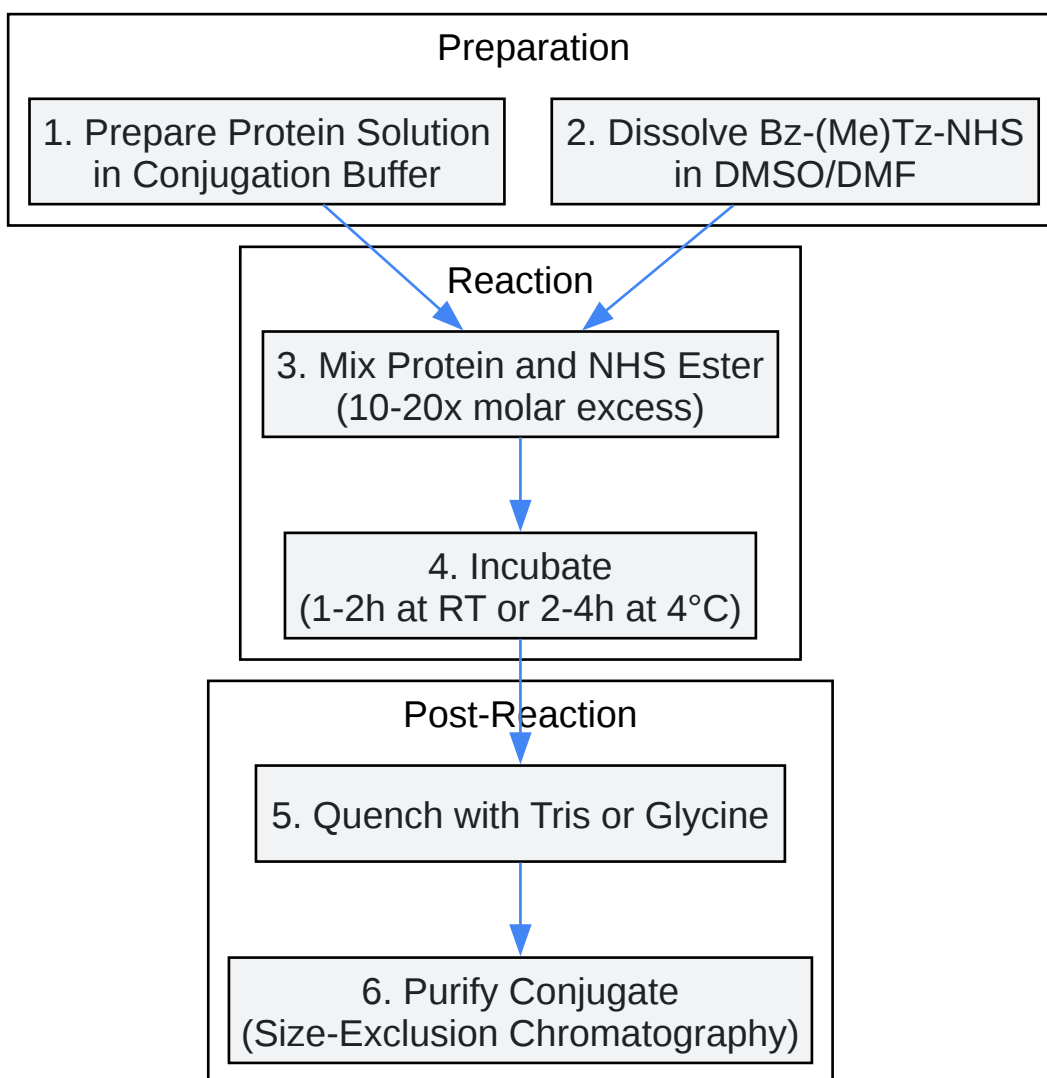 Preparation
1. Prepare Protein Solution
in Conjugation Buffer
2. Dissolve Bz-(Me)Tz-NHS
in DMSO/DMF
Reaction
3. Mix Protein and NHS Ester
(10-20x molar excess)
4. Incubate
(1-2h at RT or 2-4h at 4°C)
Post-Reaction
5. Quench with Tris or Glycine
6. Purify Conjugate
(Size-Exclusion Chromatography)